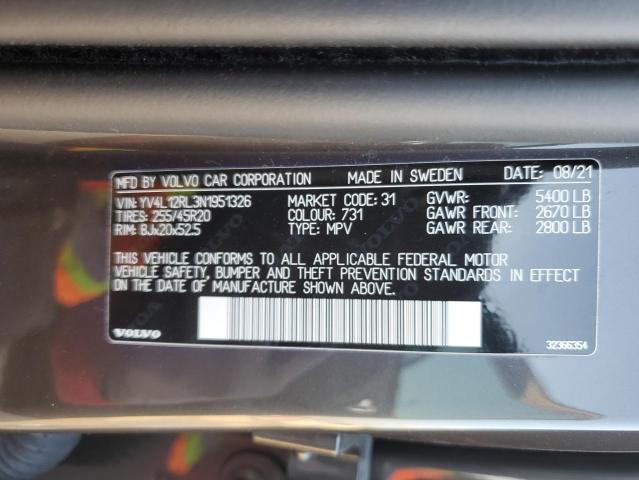 MFD BY VOLVO CAR CORPORATION MADE IN SWEDEN DATE: 08/21
VIN: YV4L12RL3N1951326 MARKET CODE: 31 GVWR: 5400 LB
TIRES: 255/45R20 COLOUR: 731 GAWR FRONT: 2670 LB
RIM: 8Jx20x52.5 TYPE: MPV GAWR REAR: 2800 LB
THIS VEHICLE CONFORMS TO ALL APPLICABLE FEDERAL MOTOR
VEHICLE SAFETY, BUMPER AND THEFT PREVENTION STANDARDS IN EFFECT
ON THE DATE OF MANUFACTURE SHOWN ABOVE.
VOLVO 32366354